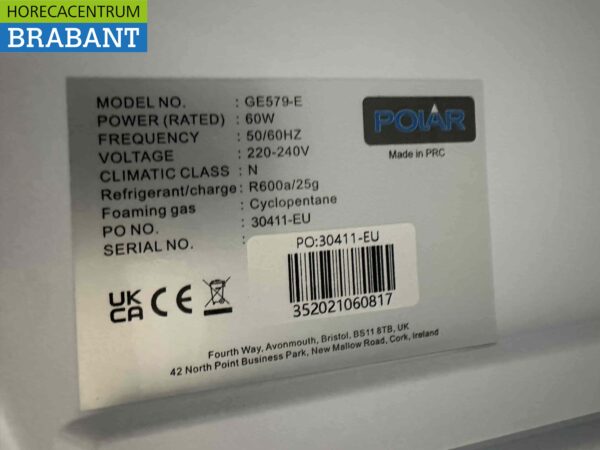 HORECACENTRUM
BRABANT
MODEL NO. : GE579-E
POWER (RATED) : 60W
FREQUENCY : 50/60HZ
VOLTAGE : 220-240V
CLIMATIC CLASS : N
Refrigerant/charge : R600a/25g
Foaming gas : Cyclopentane
PO NO. : 30411-EU
SERIAL NO. :
POLAR
Made in PRC
PO:30411-EU
352021060817
UK
CA CE
Fourth Way, Avonmouth, Bristol, BS11 8TB, UK
42 North Point Business Park, New Mallow Road, Cork, Ireland